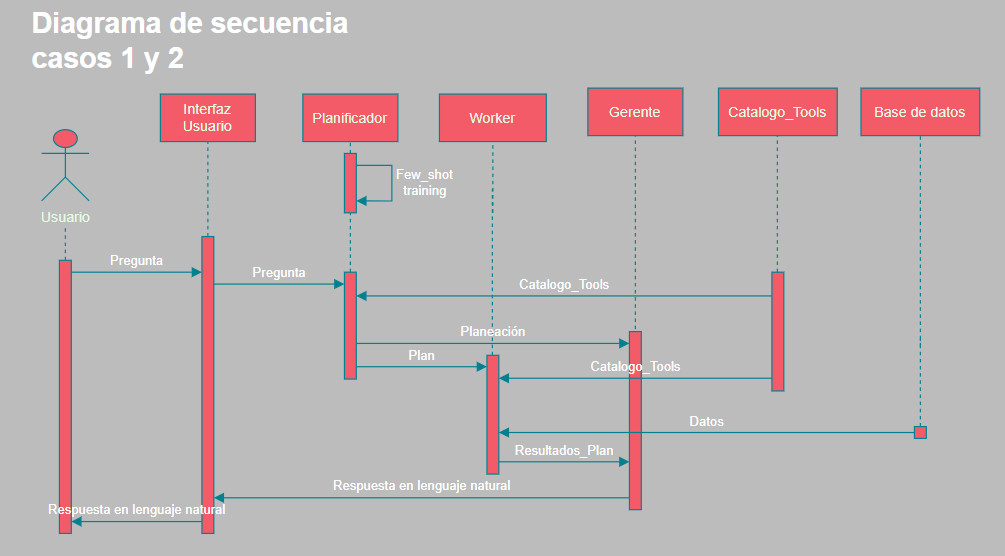 Diagrama de secuencia
casos 1 y 2
Interfaz
Usuario
Planificador
Worker
Gerente
Catalogo_Tools
Base de datos
Usuario
Few_shot
training
Pregunta
Pregunta
Catalogo_Tools
Planeación
Plan
Catalogo_Tools
Datos
Resultados_Plan
Respuesta en lenguaje natural
Respuesta en lenguaje natural